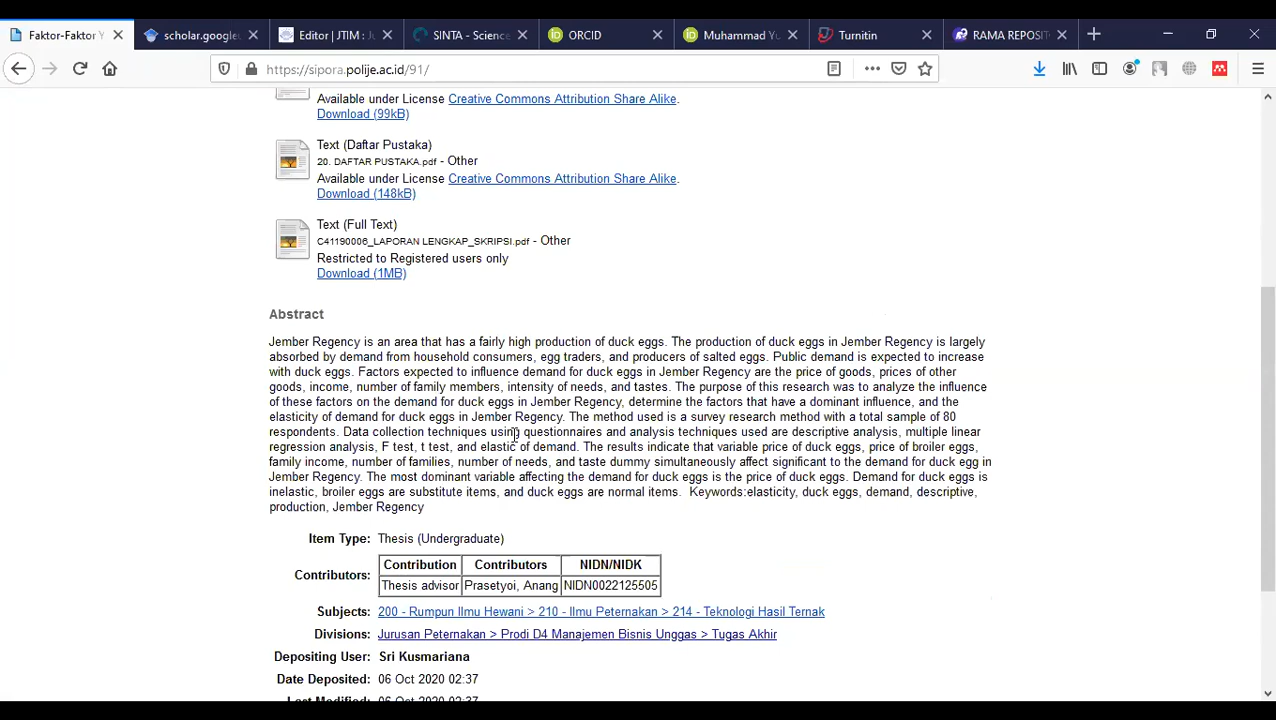 Faktor-Faktor Y
scholar.google
Editor | JTIM : Ju
SINTA - Science
ORCID
Muhammad Yu
Turnitin
RAMA REPOSIT
https://sipora.polije.ac.id/91/
Available under License Creative Commons Attribution Share Alike.
Download (99kB)
Text (Daftar Pustaka)
20. DAFTAR PUSTAKA.pdf - Other
Available under License Creative Commons Attribution Share Alike.
Download (148kB)
Text (Full Text)
C41190006_LAPORAN LENGKAP_SKRIPSI.pdf - Other
Restricted to Registered users only
Download (1MB)
Abstract
Jember Regency is an area that has a fairly high production of duck eggs. The production of duck eggs in Jember Regency is largely
absorbed by demand from household consumers, egg traders, and producers of salted eggs. Public demand is expected to increase
with duck eggs. Factors expected to influence demand for duck eggs in Jember Regency are the price of goods, prices of other
goods, income, number of family members, intensity of needs, and tastes. The purpose of this research was to analyze the influence
of these factors on the demand for duck eggs in Jember Regency, determine the factors that have a dominant influence, and the
elasticity of demand for duck eggs in Jember Regency. The method used is a survey research method with a total sample of 80
respondents. Data collection techniques using questionnaires and analysis techniques used are descriptive analysis, multiple linear
regression analysis, F test, t test, and elastic of demand. The results indicate that variable price of duck eggs, price of broiler eggs,
family income, number of families, number of needs, and taste dummy simultaneously affect significant to the demand for duck egg in
Jember Regency. The most dominant variable affecting the demand for duck eggs is the price of duck eggs. Demand for duck eggs is
inelastic, broiler eggs are substitute items, and duck eggs are normal items. Keywords:elasticity, duck eggs, demand, descriptive,
production, Jember Regency
Item Type: Thesis (Undergraduate)
Contribution Contributors NIDN/NIDK
Contributors: Thesis advisor Prasetyoi, Anang NIDN0022125505
Subjects: 200 - Rumpun Ilmu Hewani > 210 - Ilmu Peternakan > 214 - Teknologi Hasil Ternak
Divisions: Jurusan Peternakan > Prodi D4 Manajemen Bisnis Unggas > Tugas Akhir
Depositing User: Sri Kusmariana
Date Deposited: 06 Oct 2020 02:37
Last Modified: 06 Oct 2020 02:37